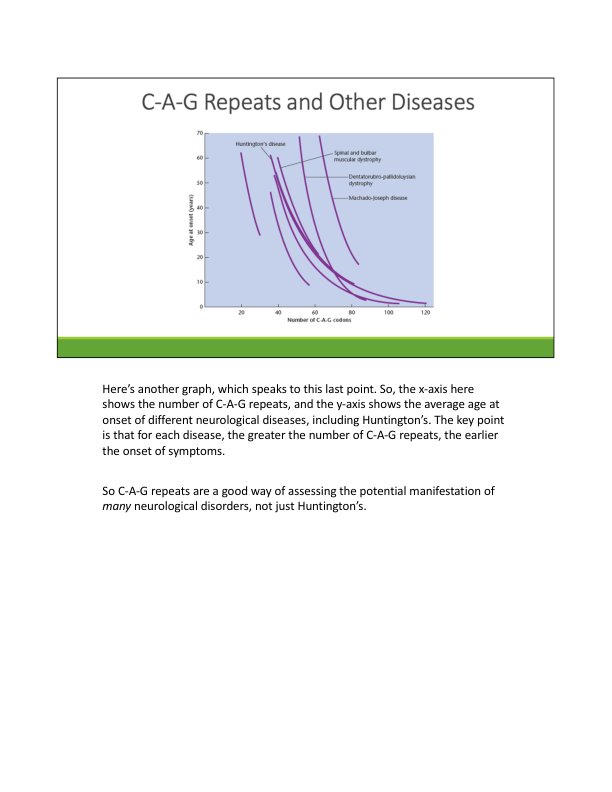 C-A-G Repeats and Other Diseases
70
60
50
40
30
20
10
0
Age at onset (years)
Huntington's disease
Spinal and bulbar
muscular dystrophy
Dentatorubro-pallidoluysian
dystrophy
Machado-Joseph disease
20 40 60 80 100 120
Number of C-A-G codons
Here's another graph, which speaks to this last point. So, the x-axis here
shows the number of C-A-G repeats, and the y-axis shows the average age at
onset of different neurological diseases, including Huntington's. The key point
is that for each disease, the greater the number of C-A-G repeats, the earlier
the onset of symptoms.
So C-A-G repeats are a good way of assessing the potential manifestation of
many neurological disorders, not just Huntington's.